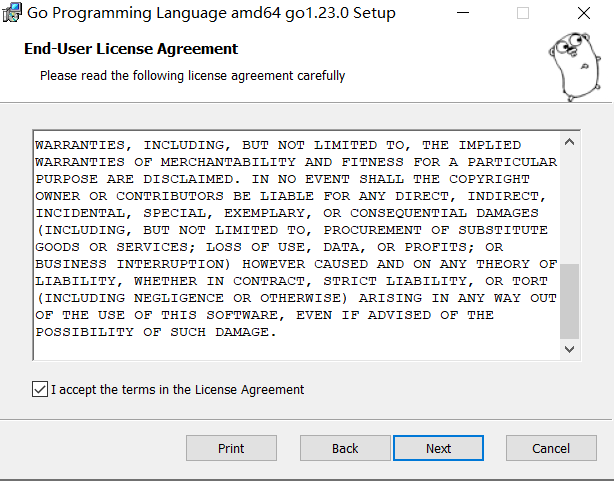 Go Programming Language amd64 go1.23.0 Setup
End-User License Agreement
Please read the following license agreement carefully
WARRANTIES, INCLUDING, BUT NOT LIMITED TO, THE IMPLIED
WARRANTIES OF MERCHANTABILITY AND FITNESS FOR A PARTICULAR
PURPOSE ARE DISCLAIMED. IN NO EVENT SHALL THE COPYRIGHT
OWNER OR CONTRIBUTORS BE LIABLE FOR ANY DIRECT, INDIRECT,
INCIDENTAL, SPECIAL, EXEMPLARY, OR CONSEQUENTIAL DAMAGES
(INCLUDING, BUT NOT LIMITED TO, PROCUREMENT OF SUBSTITUTE
GOODS OR SERVICES; LOSS OF USE, DATA, OR PROFITS; OR
BUSINESS INTERRUPTION) HOWEVER CAUSED AND ON ANY THEORY OF
LIABILITY, WHETHER IN CONTRACT, STRICT LIABILITY, OR TORT
(INCLUDING NEGLIGENCE OR OTHERWISE) ARISING IN ANY WAY OUT
OF THE USE OF THIS SOFTWARE, EVEN IF ADVISED OF THE
POSSIBILITY OF SUCH DAMAGE.
I accept the terms in the License Agreement
Print Back Next Cancel